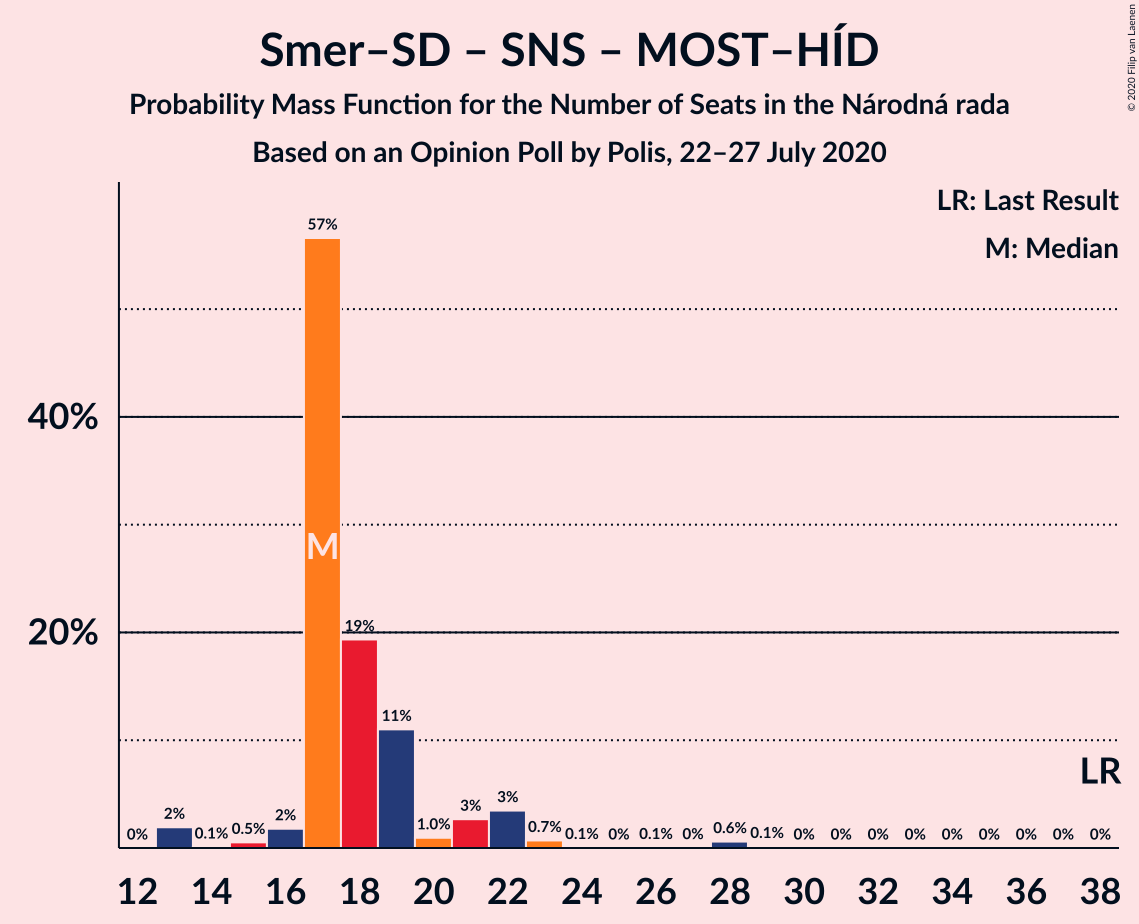 Smer–SD – SNS – MOST–HÍD
Probability Mass Function for the Number of Seats in the Národná rada
Based on an Opinion Poll by Polis, 22–27 July 2020
© 2020 Filip van Laenen
LR: Last Result
M: Median
57%
40%
M
20%
19%
11%
LR
0% 2% 0.1% 0.5% 2% 1.0% 3% 3% 0.7% 0.1% 0% 0.1% 0% 0.6% 0.1% 0% 0% 0% 0% 0% 0% 0% 0% 0%
12 14 16 18 20 22 24 26 28 30 32 34 36 38